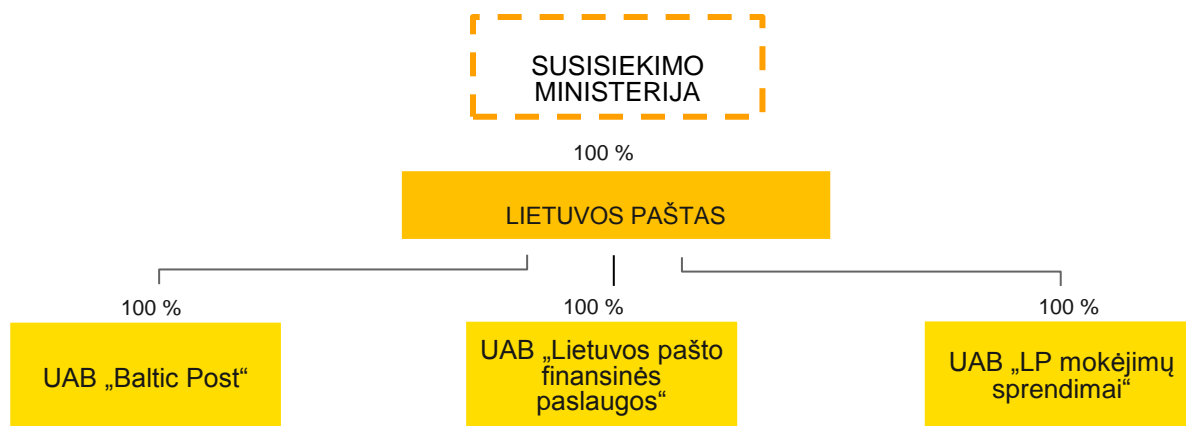 SUSISIEKIMO
MINISTERIJA
100 %
LIETUVOS PAŠTAS
100 %
100 %
100 %
UAB „Baltic Post“
UAB „Lietuvos pašto
finansinės
paslaugos“
UAB „LP mokėjimų
sprendimai“